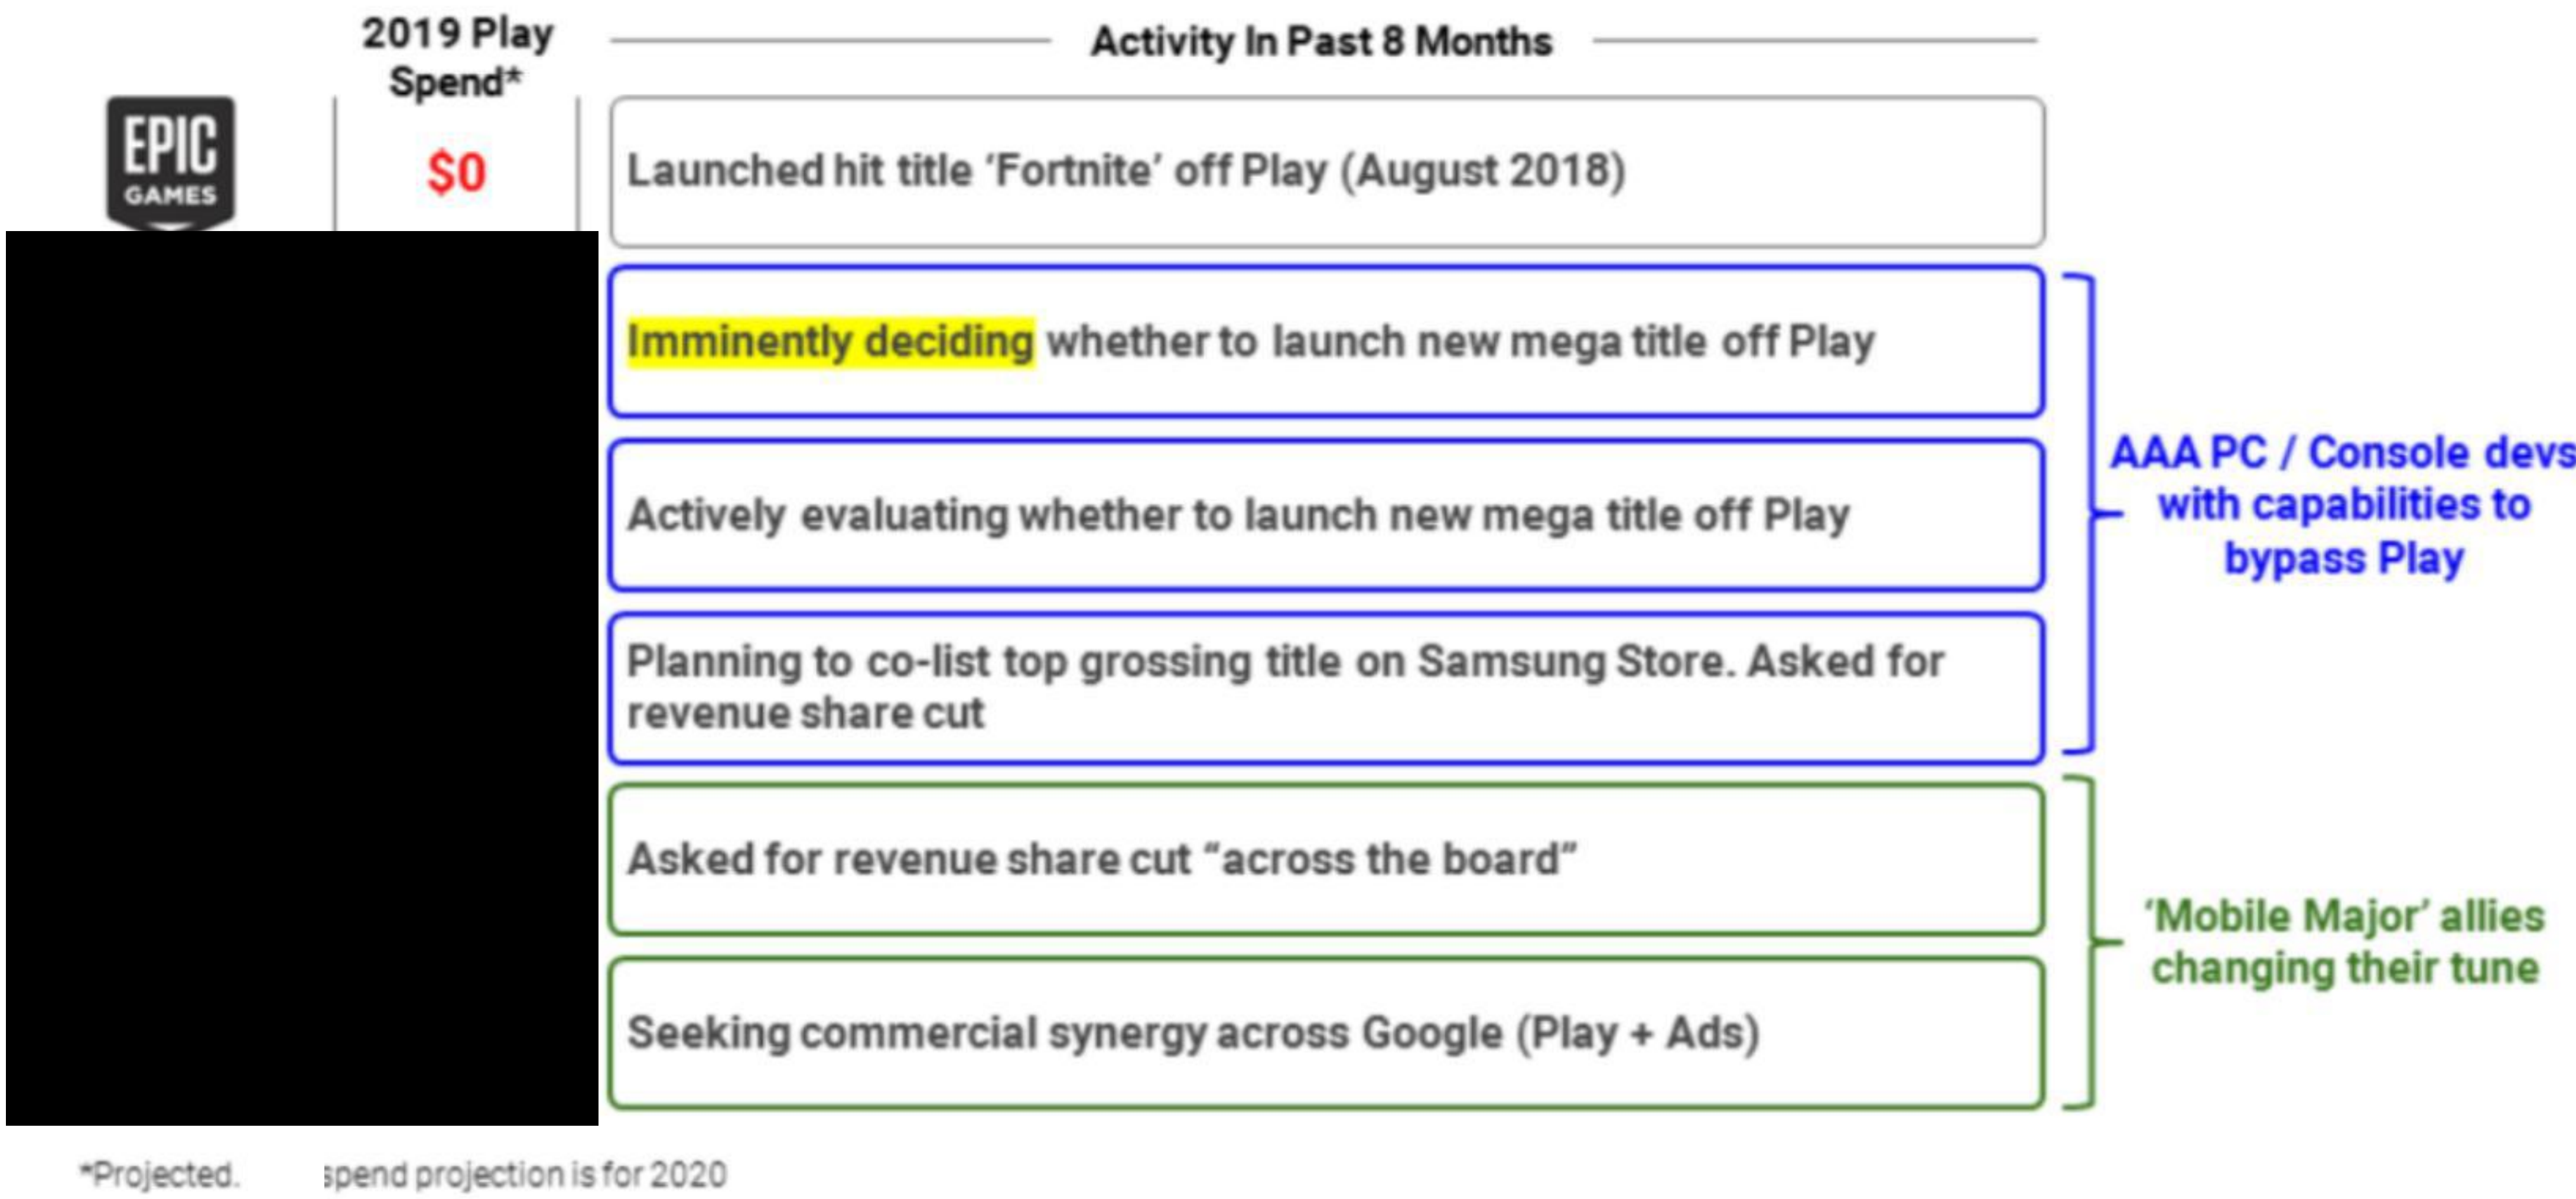 2019 Play
Spend*
Activity In Past 8 Months
EPIC
GAMES
$0
Launched hit title ‘Fortnite’ off Play (August 2018)
Imminently deciding whether to launch new mega title off Play
Actively evaluating whether to launch new mega title off Play
Planning to co-list top grossing title on Samsung Store. Asked for
revenue share cut
AAA PC / Console devs
with capabilities to
bypass Play
Asked for revenue share cut “across the board”
Seeking commercial synergy across Google (Play + Ads)
‘Mobile Major’ allies
changing their tune
*Projected. spend projection is for 2020